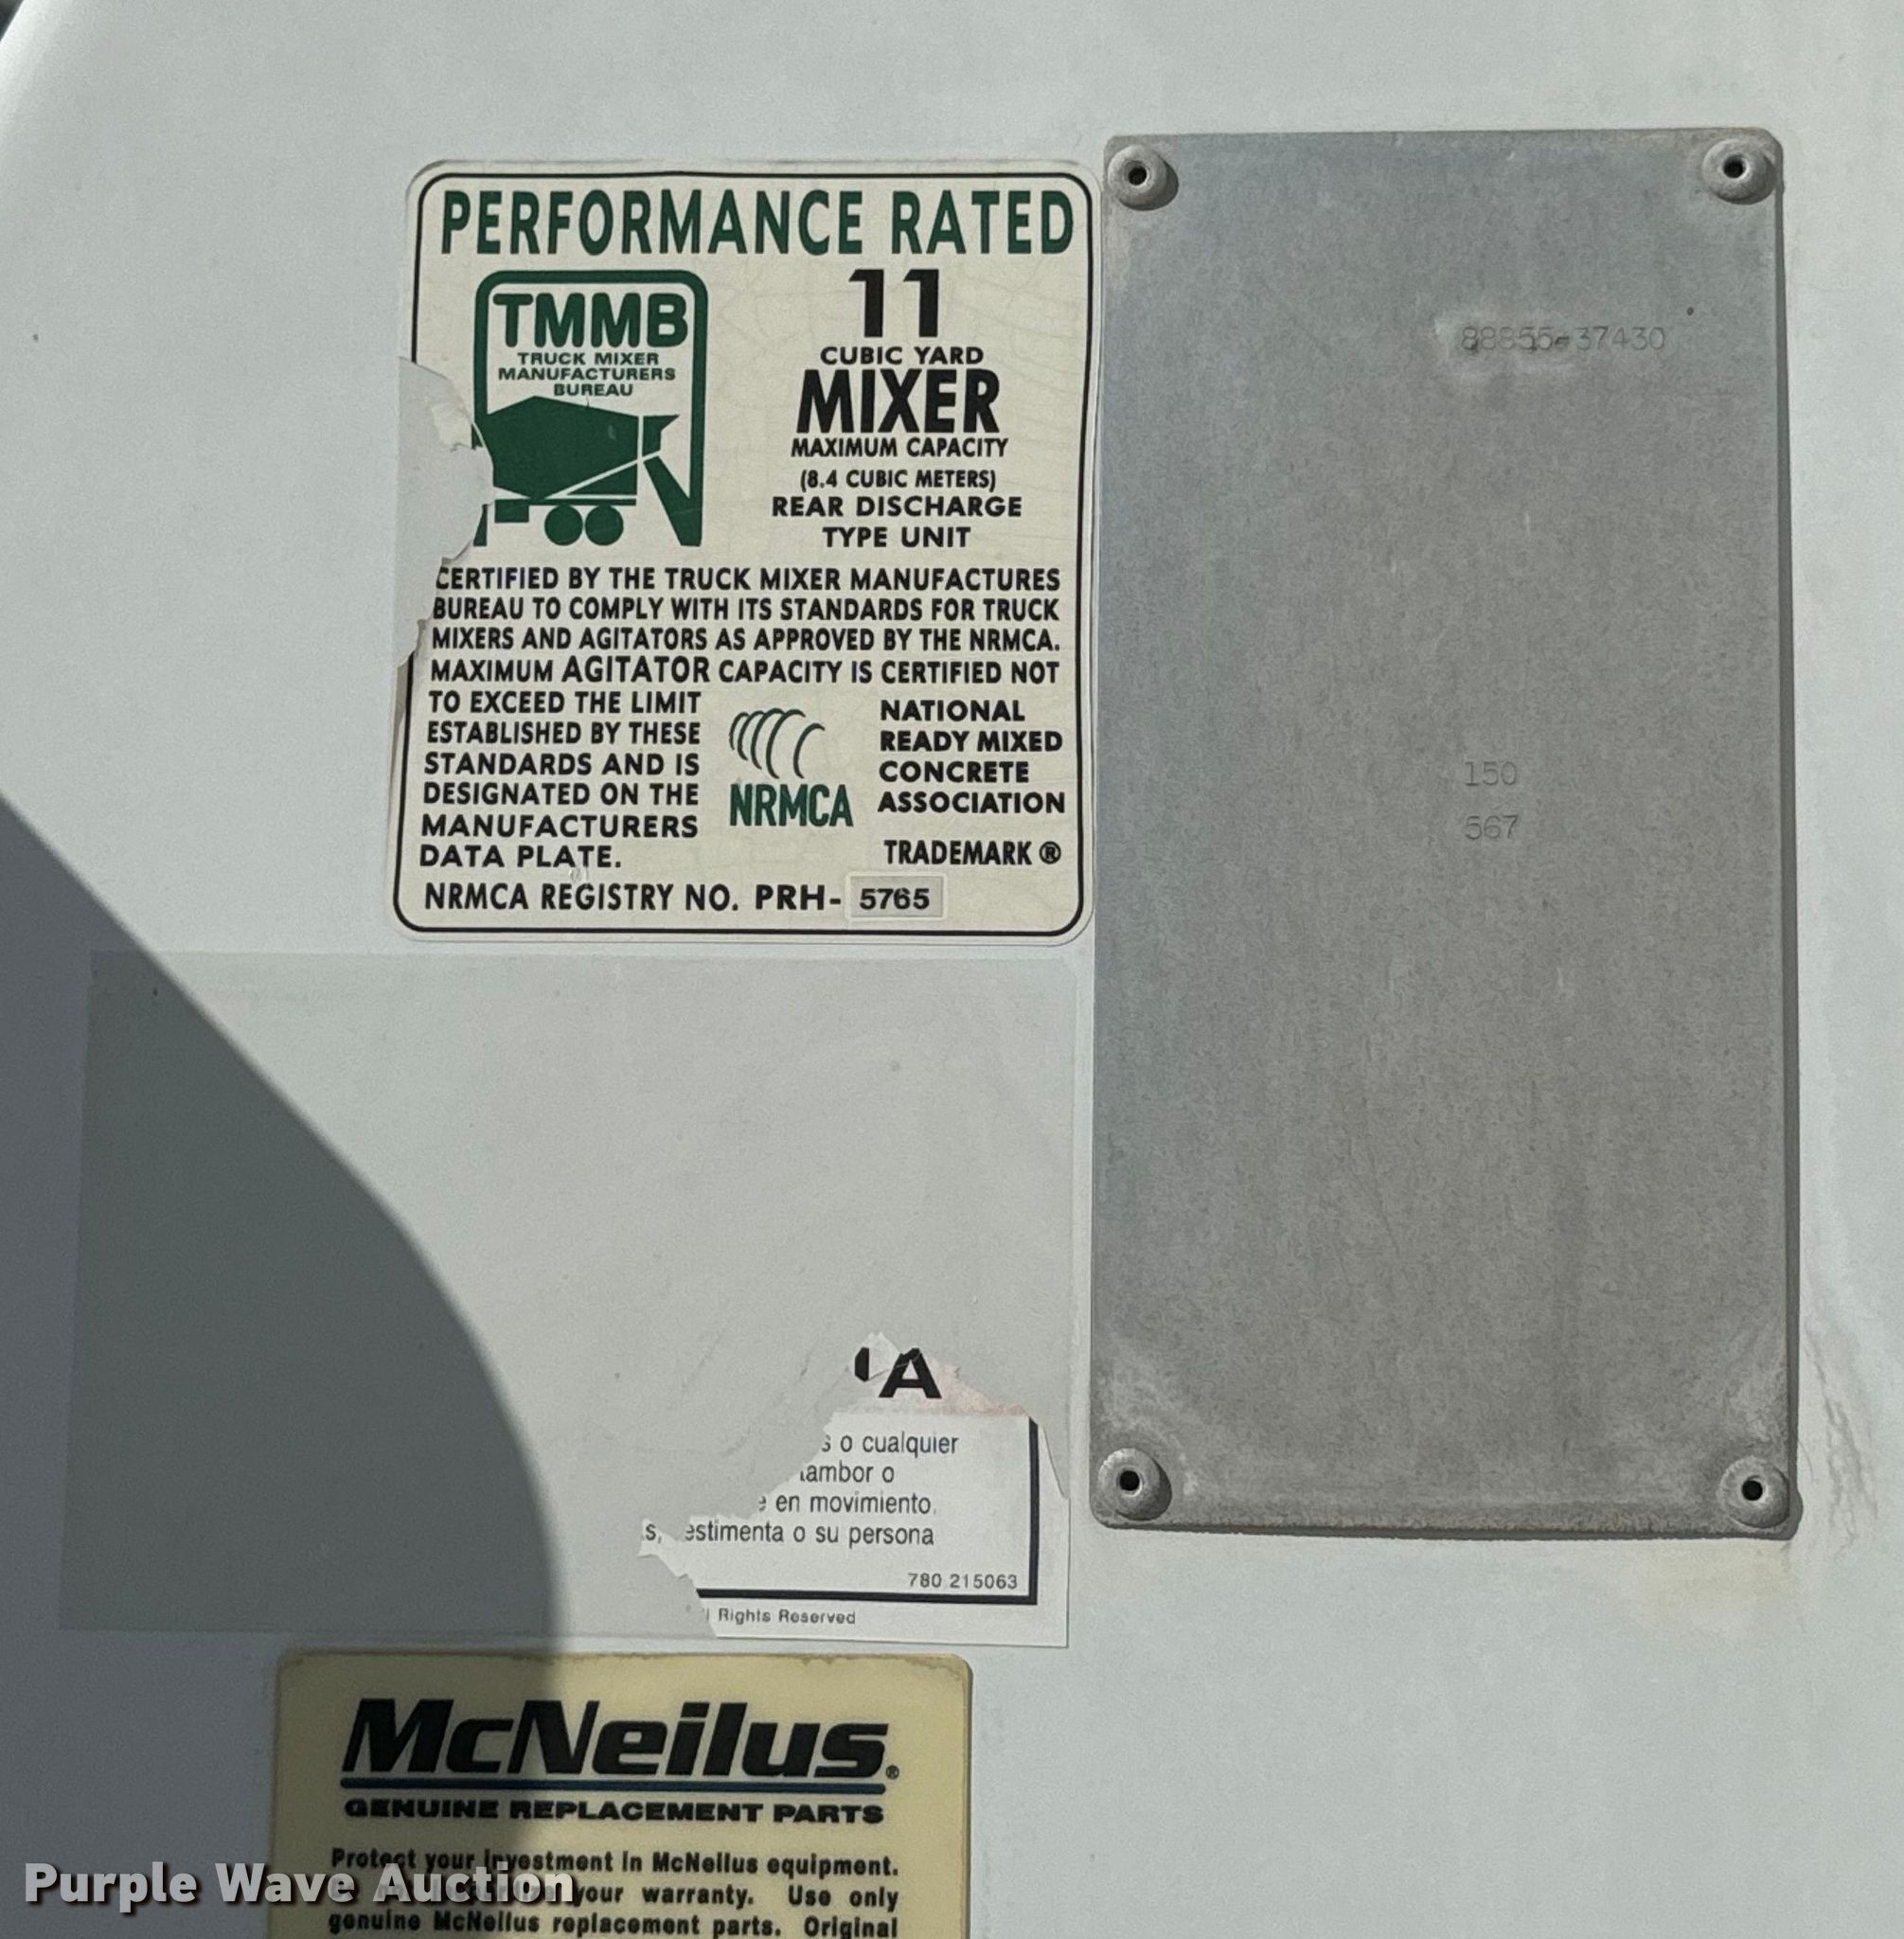 PERFORMANCE RATED
TMMB
TRUCK MIXER
MANUFACTURERS
BUREAU
11
CUBIC YARD
MIXER
MAXIMUM CAPACITY
(8.4 CUBIC METERS)
REAR DISCHARGE
TYPE UNIT
CERTIFIED BY THE TRUCK MIXER MANUFACTURES
BUREAU TO COMPLY WITH ITS STANDARDS FOR TRUCK
MIXERS AND AGITATORS AS APPROVED BY THE NRMCA.
MAXIMUM AGITATOR CAPACITY IS CERTIFIED NOT
TO EXCEED THE LIMIT
ESTABLISHED BY THESE
STANDARDS AND IS
DESIGNATED ON THE
MANUFACTURERS
DATA PLATE.
NRMCA
NATIONAL
READY MIXED
CONCRETE
ASSOCIATION
TRADEMARK ®
NRMCA REGISTRY NO. PRH- 5765
88855-37430
150
567
A
s o cualquier
tambor o
e en movimiento.
s, estimenta o su persona
780 215063
Rights Reserved
McNeilus®
GENUINE REPLACEMENT PARTS
Protect your investment in McNeilus equipment.
your warranty. Use only
genuine McNeilus replacement parts. Original
Purple Wave Auction